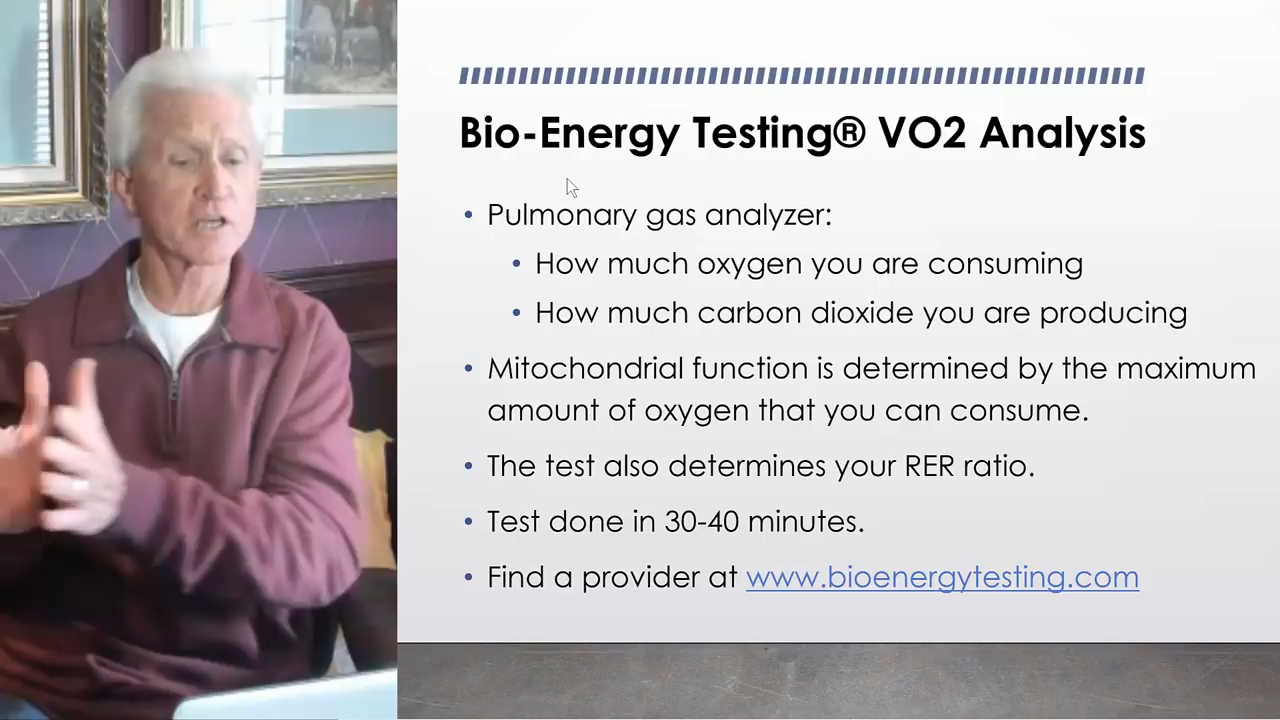 Bio-Energy Testing® VO2 Analysis
• Pulmonary gas analyzer:
• How much oxygen you are consuming
• How much carbon dioxide you are producing
• Mitochondrial function is determined by the maximum
amount of oxygen that you can consume.
• The test also determines your RER ratio.
• Test done in 30-40 minutes.
• Find a provider at www.bioenergytesting.com